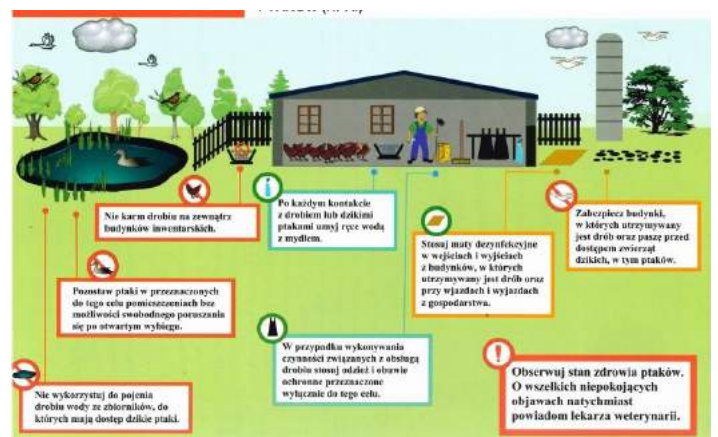 Nie karm drobiu na zewnątrz
budynków inwentarskich.
Po każdym kontakcie
z drobiem lub dzikimi
ptakami umyj ręce wodą
z mydłem.
Stosuj maty dezynfekcyjne
w wejściach i wyjściach
z budynków, w których
utrzymywany jest drób oraz
przy wjazdach i wyjazdach
z gospodarstwa.
Zabezpiecz budynki,
w których utrzymywany
jest drób oraz paszę przed
dostępem zwierząt
dzikich, w tym ptaków.
Pozostaw ptaki w przeznaczonych
do tego celu pomieszczeniach bez
możliwości swobodnego poruszania
się po otwartym wybiegu.
W przypadku wykonywania
czynności związanych z obsługą
drobiu stosuj odzież i obuwie
ochronne przeznaczone
wyłącznie do tego celu.
Nie wykorzystuj do pojenia
drobiu wody ze zbiorników, do
których mają dostęp dzikie ptaki.
Obserwuj stan zdrowia ptaków.
O wszelkich niepokojących
objawach natychmiast
powiadom lekarza weterynarii.